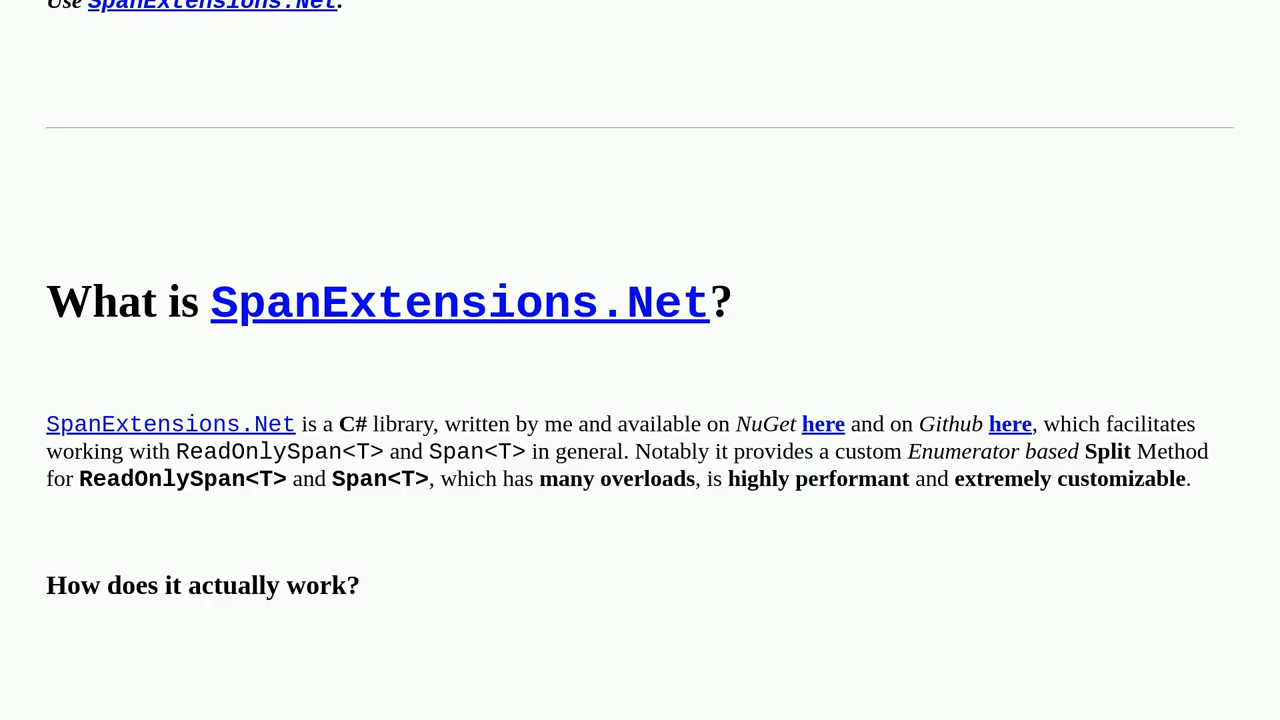 Use SpanExtensions.Net.
What is SpanExtensions.Net?
SpanExtensions.Net is a C# library, written by me and available on NuGet here and on Github here, which facilitates
working with ReadOnlySpan<T> and Span<T> in general. Notably it provides a custom Enumerator based Split Method
for ReadOnlySpan<T> and Span<T>, which has many overloads, is highly performant and extremely customizable.
How does it actually work?